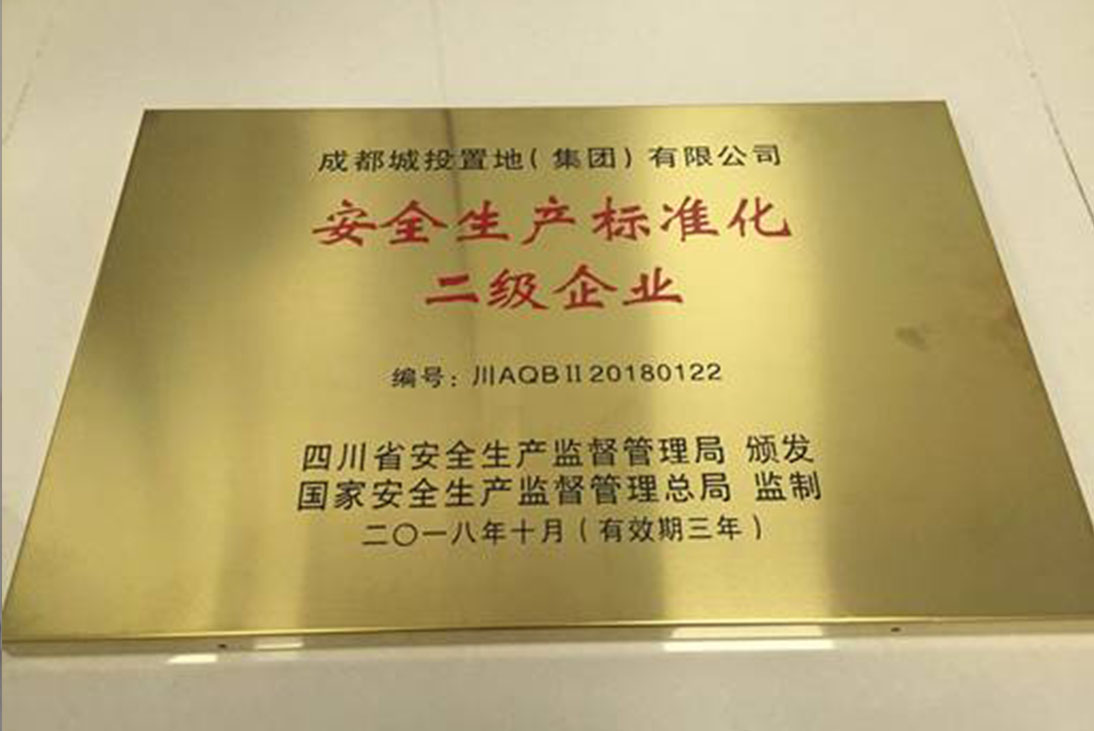 成都城投置地(集团)有限公司
安全生产标准化
二级企业
编号:川AQBⅡ20180122
四川省安全生产监督管理局 颁发
国家安全生产监督管理总局 监制
二〇一八年十月(有效期三年)